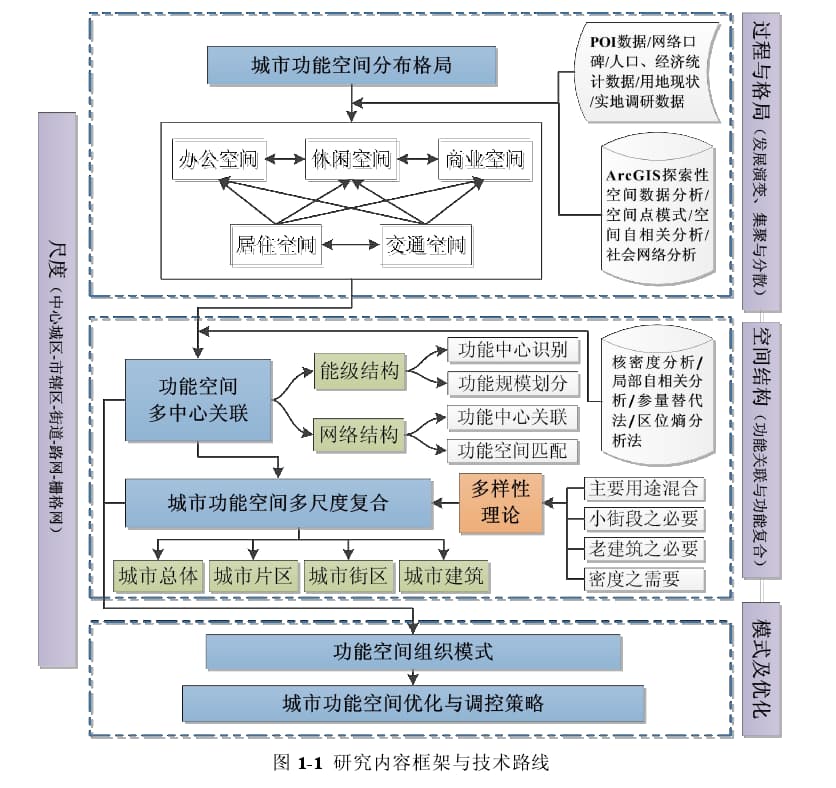 城市功能空间分布格局
POI数据/网络口
碑/人口、经济统
计数据/用地现状
/实地调研数据
办公空间
休闲空间
商业空间
居住空间
交通空间
ArcGIS探索性
空间数据分析/
空间点模式/空
间自相关分析/
社会网络分析
过程与格局（发展演变、集聚与分散）
尺度（中心城区-市辖区-街道-路网-栅格网）
功能空间
多中心关联
能级结构
网络结构
功能中心识别
功能规模划分
功能中心关联
功能空间匹配
核密度分析/
局部自相关分
析/参量替代
法/区位熵分
析法
城市功能空间多尺度复合
多样性
理论
主要用途混合
小街段之必要
老建筑之必要
密度之需要
城市总体
城市片区
城市街区
城市建筑
空间结构（功能关联与功能复合）
功能空间组织模式
城市功能空间优化与调控策略
模式及优化
图 1-1 研究内容框架与技术路线